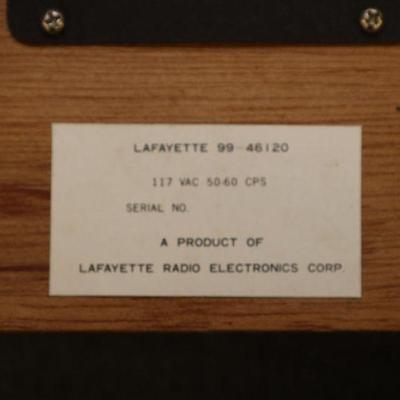 LAFAYETTE 99-46120
117 VAC 50-60 CPS
SERIAL NO.
A PRODUCT OF
LAFAYETTE RADIO ELECTRONICS CORP.